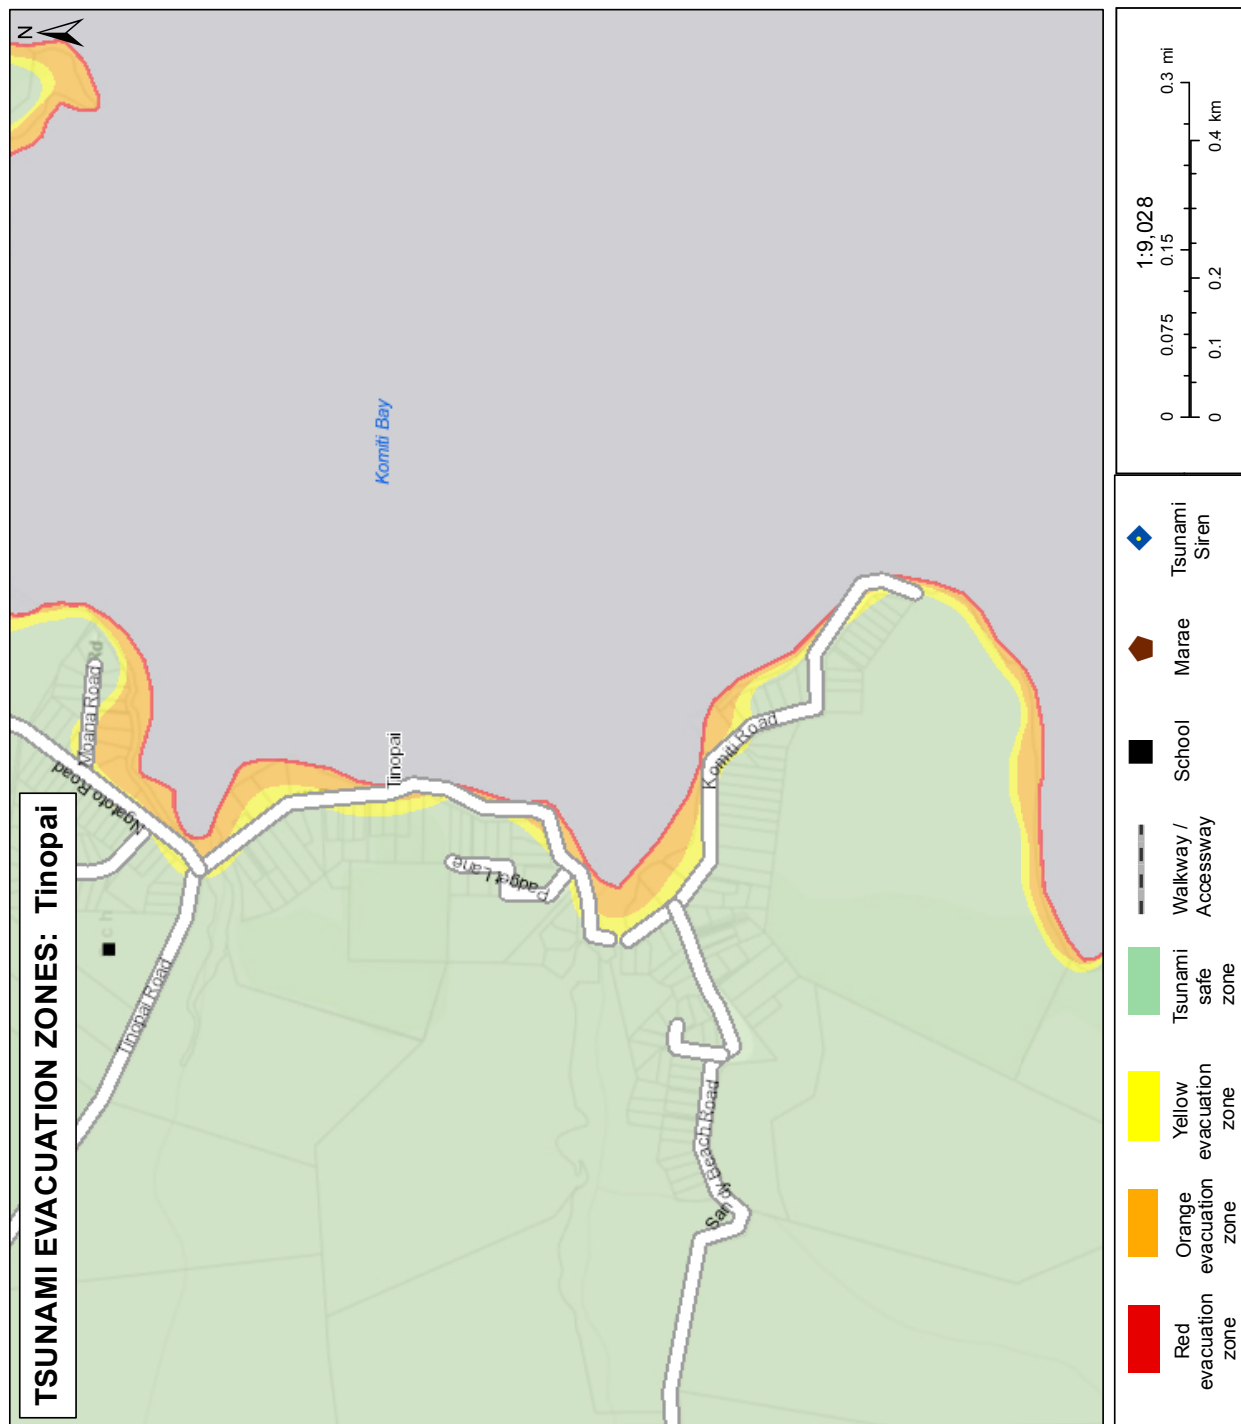 TSUNAMI EVACUATION ZONES: Tinopai
N
Ngatoto Road
Moana Road
Rd
Tinopai Road
Tinopai
Komiti Bay
Padget Lane
Komiti Road
Sandy Beach Road
Red
evacuation
zone
Orange
evacuation
zone
Yellow
evacuation
zone
Tsunami
safe
zone
Walkway /
Accessway
School
Marae
Tsunami
Siren
1:9,028
0 0.075 0.15 0.3 mi
0 0.1 0.2 0.4 km